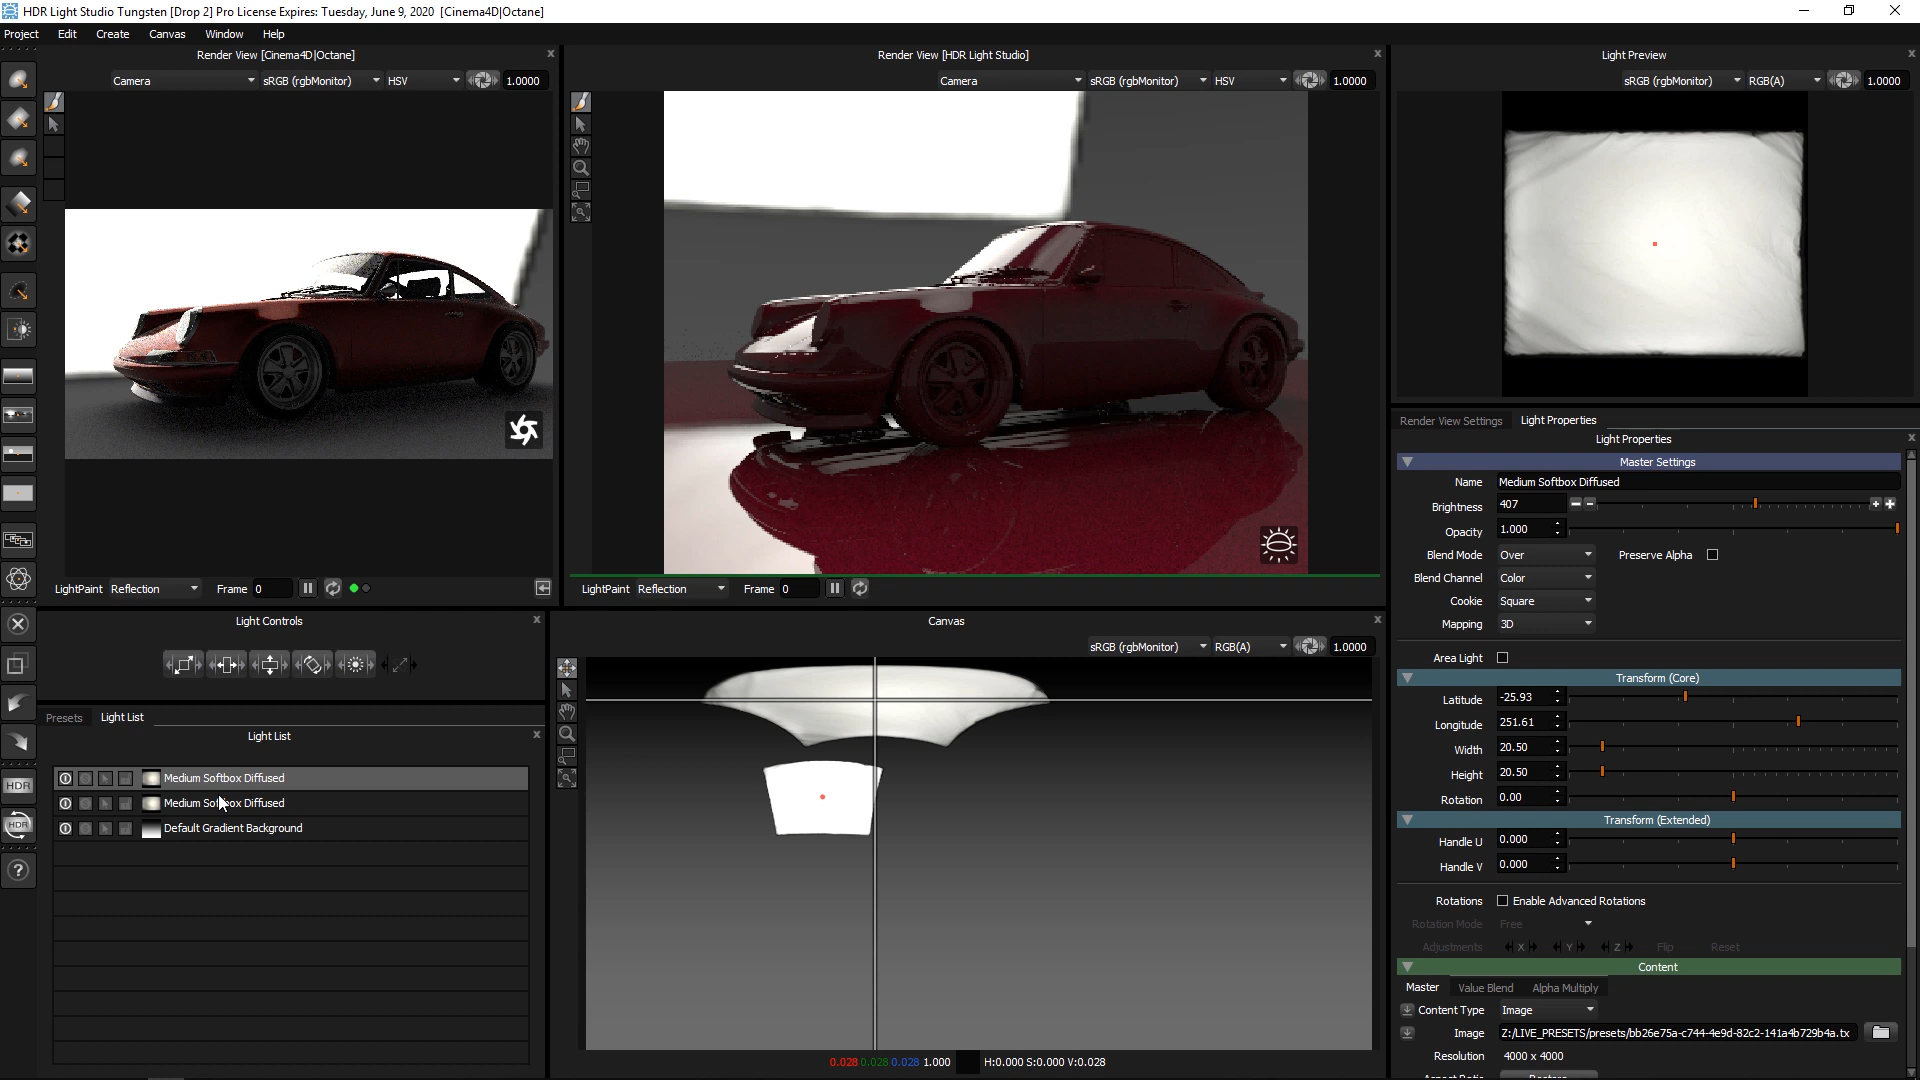 HDR Light Studio Tungsten [Drop 2] Pro License Expires: Tuesday, June 9, 2020 [Cinema4D|Octane]
Project Edit Create Canvas Window Help
Render View [Cinema4D|Octane]
Camera sRGB (rgbMonitor) HSV 1.0000
LightPaint Reflection Frame 0
Render View [HDR Light Studio]
Camera sRGB (rgbMonitor) HSV 1.0000
LightPaint Reflection Frame 0
Light Preview
sRGB (rgbMonitor) RGB(A) 1.0000
Light Controls
Presets Light List
Light List
Medium Softbox Diffused
Medium Softbox Diffused
Default Gradient Background
HDR
HDR
?
Canvas
sRGB (rgbMonitor) RGB(A) 1.0000
0.028 0.028 0.028 1.000 H:0.000 S:0.000 V:0.028
Render View Settings Light Properties
Light Properties
Master Settings
Name Medium Softbox Diffused
Brightness 407
Opacity 1.000
Blend Mode Over Preserve Alpha
Blend Channel Color
Cookie Square
Mapping 3D
Area Light
Transform (Core)
Latitude -25.93
Longitude 251.61
Width 20.50
Height 20.50
Rotation 0.00
Transform (Extended)
Handle U 0.000
Handle V 0.000
Rotations Enable Advanced Rotations
Rotation Mode Free
Adjustments X Y Z Flip Reset
Content
Master Value Blend Alpha Multiply
Content Type Image
Image Z:/LIVE_PRESETS/presets/bb26e75a-c744-4e9d-82c2-141a4b729b4a.tx
Resolution 4000 x 4000